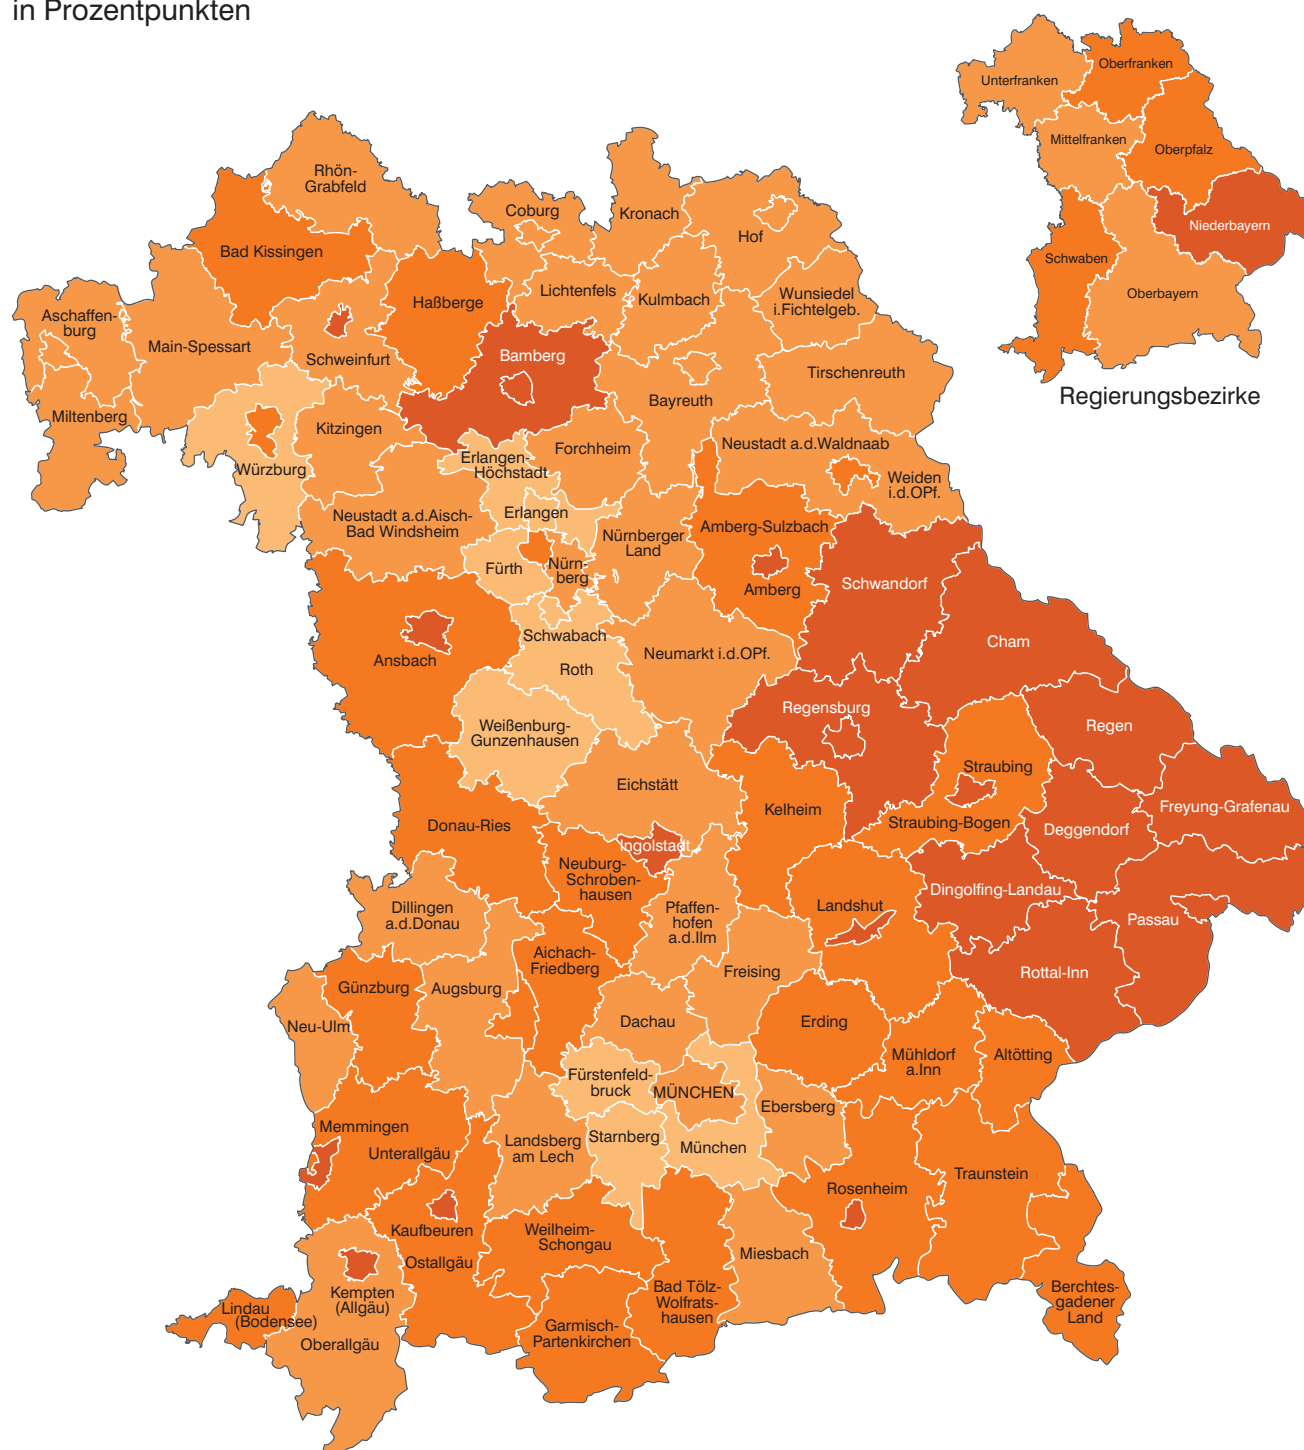 in Prozentpunkten
Unterfranken
Oberfranken
Mittelfranken
Oberpfalz
Niederbayern
Schwaben
Oberbayern
Regierungsbezirke
Rhön-
Grabfeld
Coburg
Kronach
Hof
Bad Kissingen
Haßberge
Lichtenfels
Kulmbach
Wunsiedel
i.Fichtelgeb.
Aschaffen-
burg
Main-Spessart
Schweinfurt
Bamberg
Tirschenreuth
Bayreuth
Miltenberg
Kitzingen
Würzburg
Erlangen-
Höchstadt
Forchheim
Neustadt a.d.Waldnaab
Weiden
i.d.OPf.
Neustadt a.d.Aisch-
Bad Windsheim
Erlangen
Nürnberger
Land
Amberg-Sulzbach
Fürth
Nürn-
berg
Amberg
Schwandorf
Ansbach
Schwabach
Roth
Neumarkt i.d.OPf.
Cham
Weißenburg-
Gunzenhausen
Regensburg
Regen
Eichstätt
Straubing
Kelheim
Straubing-Bogen
Deggendorf
Freyung-Grafenau
Donau-Ries
Ingolstadt
Neuburg-
Schroben-
hausen
Dillingen
a.d.Donau
Pfaffen-
hofen
a.d.Ilm
Landshut
Dingolfing-Landau
Passau
Aichach-
Friedberg
Freising
Rottal-Inn
Günzburg
Augsburg
Neu-Ulm
Dachau
Erding
Mühldorf
a.Inn
Altötting
Fürstenfeld-
bruck
MÜNCHEN
Ebersberg
Memmingen
Unterallgäu
Landsberg
am Lech
Starnberg
München
Rosenheim
Traunstein
Kaufbeuren
Ostallgäu
Weilheim-
Schongau
Miesbach
Kempten
(Allgäu)
Lindau
(Bodensee)
Oberallgäu
Bad Tölz-
Wolfrats-
hausen
Garmisch-
Partenkirchen
Berchtes-
gadener
Land